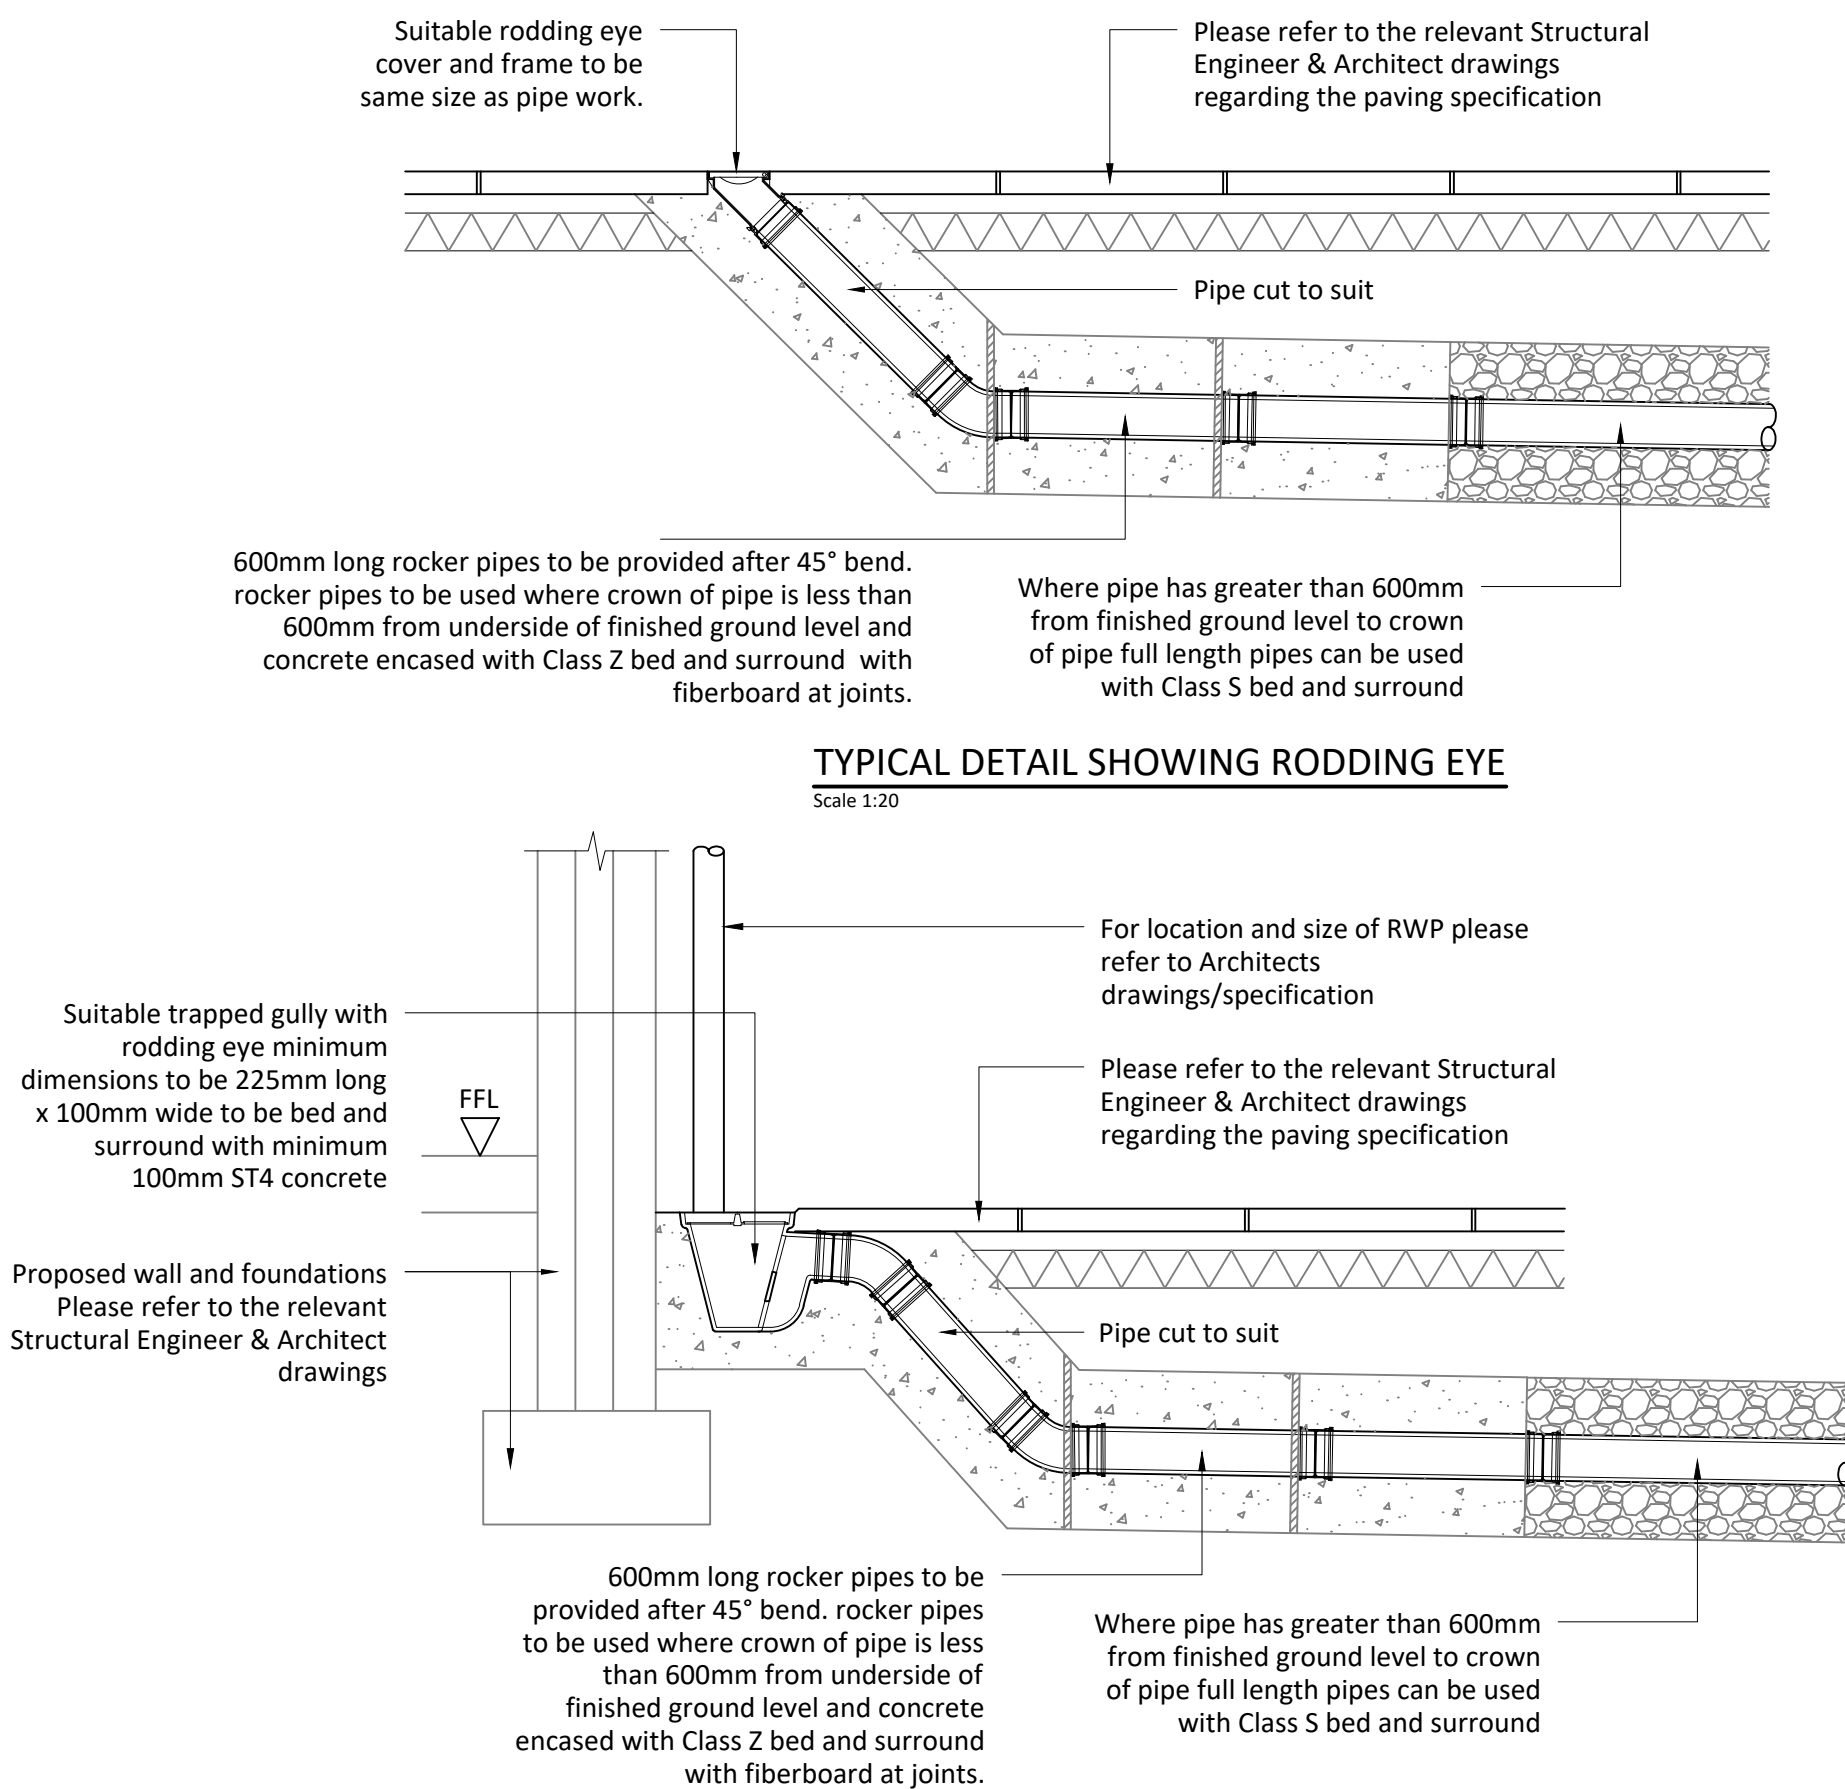 Suitable rodding eye
cover and frame to be
same size as pipe work.
Please refer to the relevant Structural
Engineer & Architect drawings
regarding the paving specification
Pipe cut to suit
600mm long rocker pipes to be provided after 45° bend.
rocker pipes to be used where crown of pipe is less than
600mm from underside of finished ground level and
concrete encased with Class Z bed and surround with
fiberboard at joints.
Where pipe has greater than 600mm
from finished ground level to crown
of pipe full length pipes can be used
with Class S bed and surround
TYPICAL DETAIL SHOWING RODDING EYE
Scale 1:20
For location and size of RWP please
refer to Architects
drawings/specification
Suitable trapped gully with
rodding eye minimum
dimensions to be 225mm long
x 100mm wide to be bed and
surround with minimum
100mm ST4 concrete
FFL
Please refer to the relevant Structural
Engineer & Architect drawings
regarding the paving specification
Proposed wall and foundations
Please refer to the relevant
Structural Engineer & Architect
drawings
Pipe cut to suit
600mm long rocker pipes to be
provided after 45° bend. rocker pipes
to be used where crown of pipe is less
than 600mm from underside of
finished ground level and concrete
encased with Class Z bed and surround
with fiberboard at joints.
Where pipe has greater than 600mm
from finished ground level to crown
of pipe full length pipes can be used
with Class S bed and surround